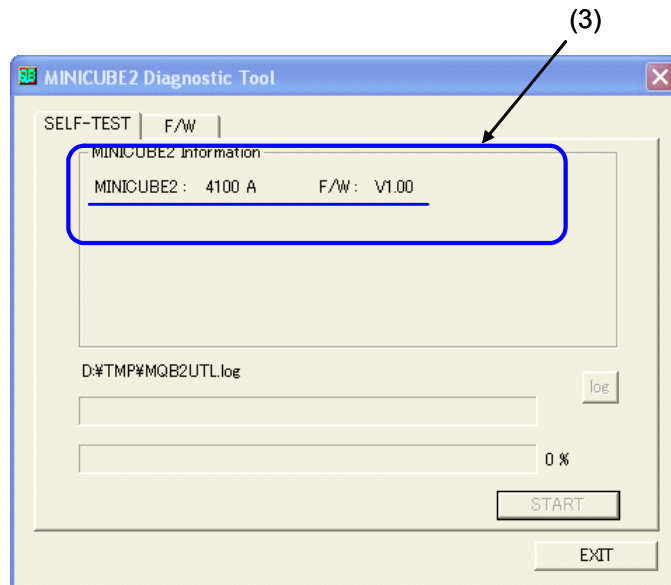 (3)
MINICUBE2 Diagnostic Tool
SELF-TEST F/W
MINICUBE2 Information
MINICUBE2 : 4100 A F/W : V1.00
D:¥TMP¥MQB2UTL.log
log
0 %
START
EXIT